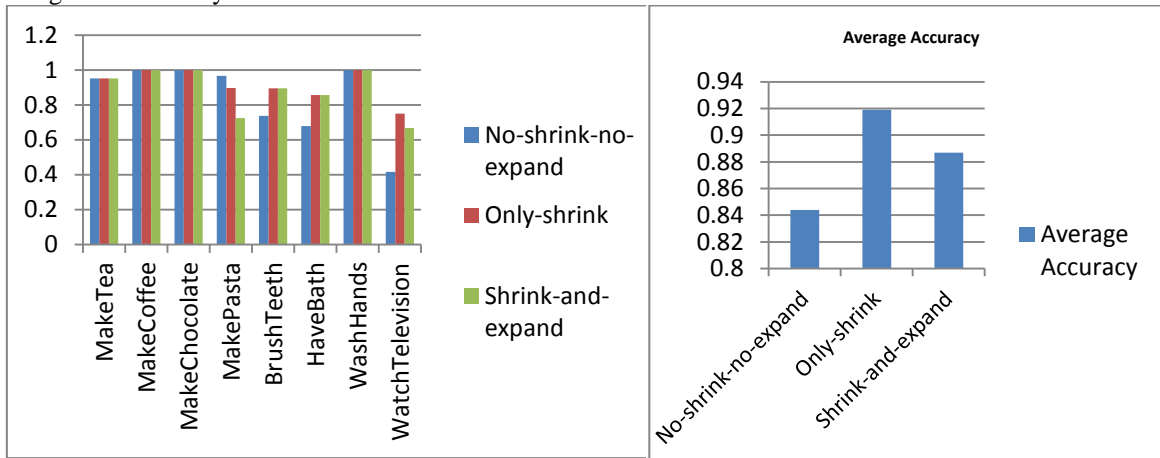 1.2
1
0.8
0.6
0.4
0.2
0
MakeTea
MakeCoffee
MakeChocolate
MakePasta
BrushTeeth
HaveBath
WashHands
WatchTelevision
No-shrink-no-
expand
Only-shrink
Shrink-and-
expand
Average Accuracy
0.94
0.92
0.9
0.88
0.86
0.84
0.82
0.8
No-shrink-no-expand
Only-shrink
Shrink-and-expand
Average
Accuracy